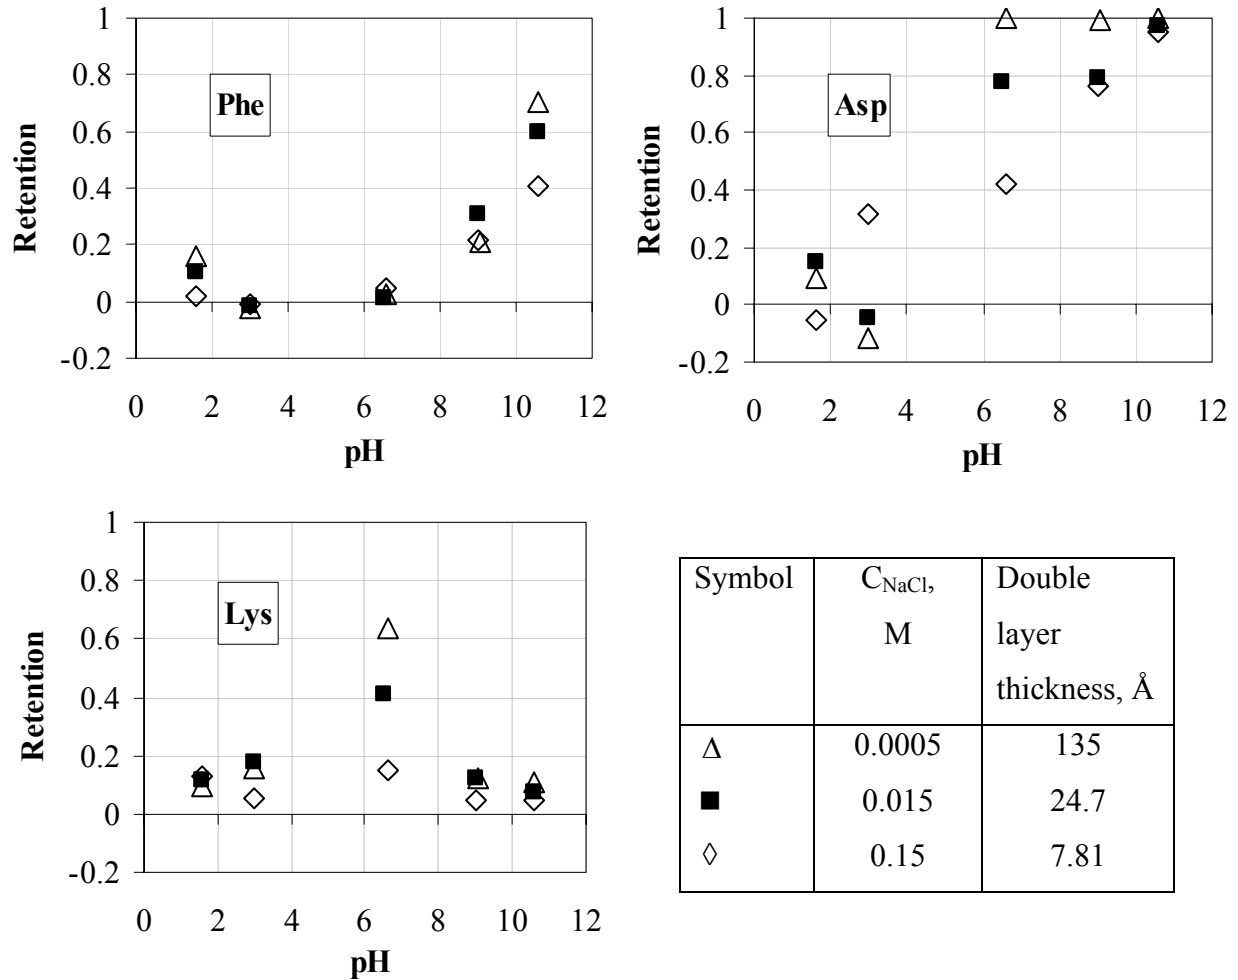 1
0.8
0.6
0.4
0.2
0
-0.2
0 2 4 6 8 10 12
Retention
pH
Phe
1
0.8
0.6
0.4
0.2
0
-0.2
0 2 4 6 8 10 12
Retention
pH
Asp
1
0.8
0.6
0.4
0.2
0
-0.2
0 2 4 6 8 10 12
Retention
pH
Lys
Symbol C_NaCl, Double
M layer
thickness, Å
Δ 0.0005 135
■ 0.015 24.7
◊ 0.15 7.81